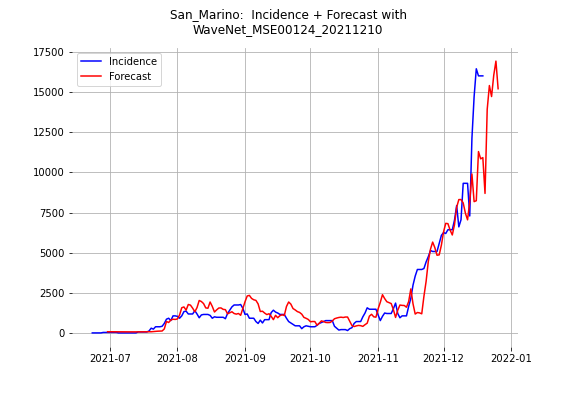 San_Marino:  Incidence + Forecast with
WaveNet_MSE00124_20211210
Incidence
Forecast
17500
15000
12500
10000
7500
5000
2500
0
2021-07 2021-08 2021-09 2021-10 2021-11 2021-12 2022-01